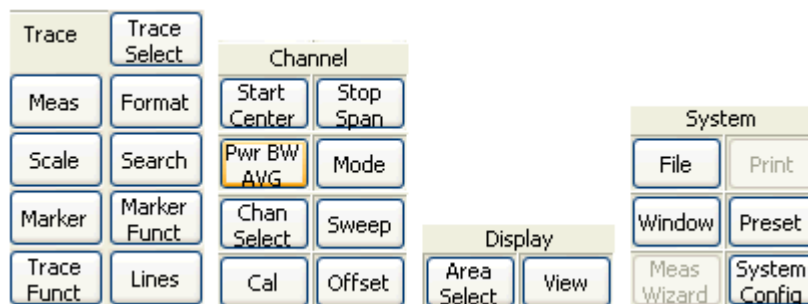 Trace
Trace
Select
Meas
Format
Scale
Search
Marker
Marker
Funct
Trace
Funct
Lines
Channel
Start
Center
Stop
Span
Pwr BW
AVG
Mode
Chan
Select
Sweep
Cal
Offset
Display
Area
Select
View
System
File
Print
Window
Preset
Meas
Wizard
System
Config